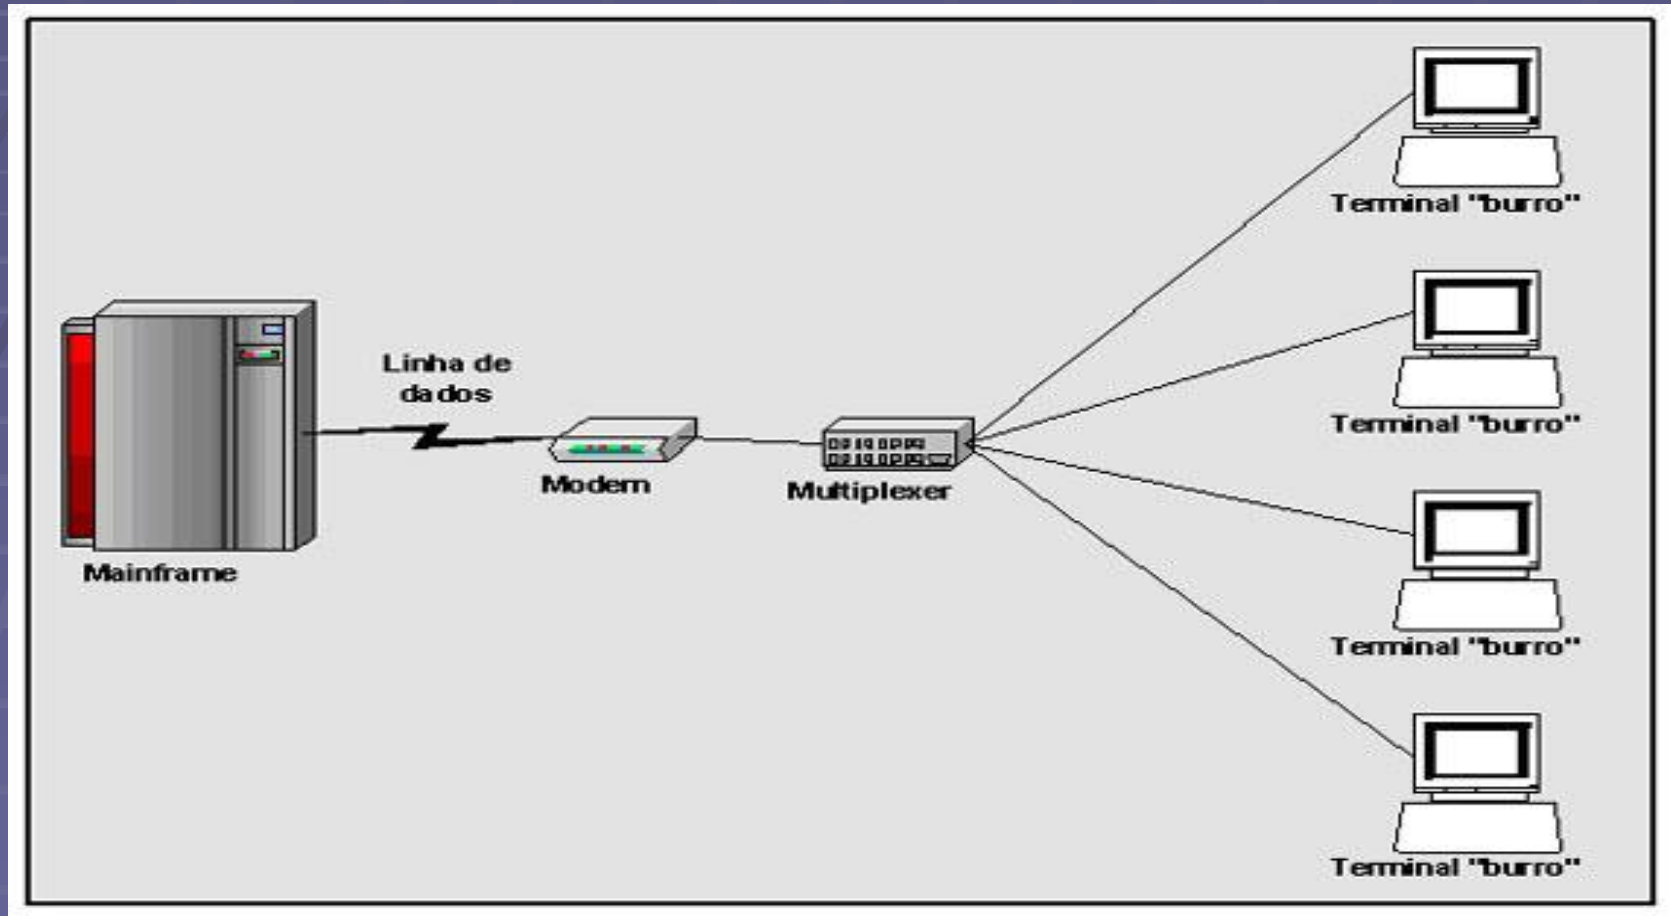 Terminal "burro"
Terminal "burro"
Linha de
dados
Modem
Multiplexer
Mainframe
Terminal "burro"
Terminal "burro"